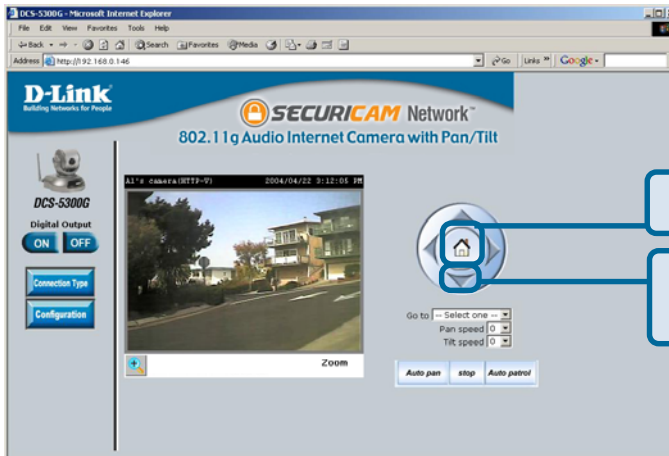 DCS-5300G - Microsoft Internet Explorer
File Edit View Favorites Tools Help
Back Search Favorites Media
Address http://192.168.0.146 Go Links » Google
D-Link
Building Networks for People
SECURICAM Network™
802.11g Audio Internet Camera with Pan/Tilt
DCS-5300G
Digital Output
ON OFF
Connection Type
Configuration
Al's camera(HTTP-V) 2004/04/22 3:12:05 PM
Zoom
Go to -- Select one --
Pan speed 0
Tilt speed 0
Auto pan stop Auto patrol